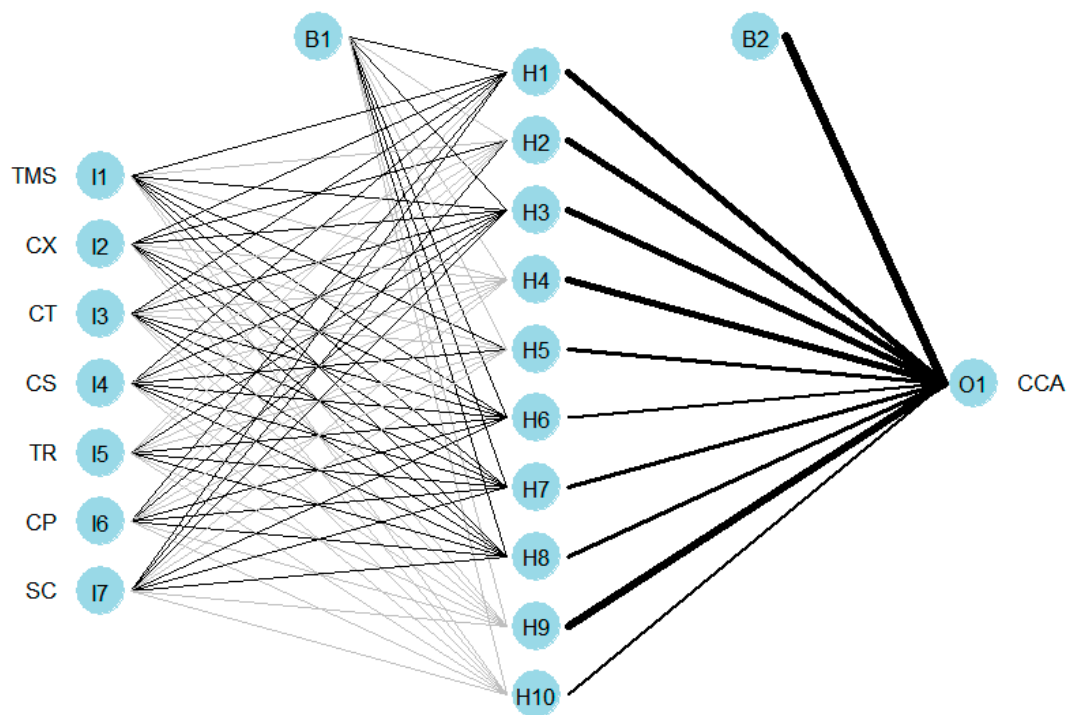 B1
B2
H1
H2
TMS I1
H3
CX I2
H4
CT I3
H5
CS I4
O1 CCA
H6
TR I5
H7
CP I6
H8
SC I7
H9
H10